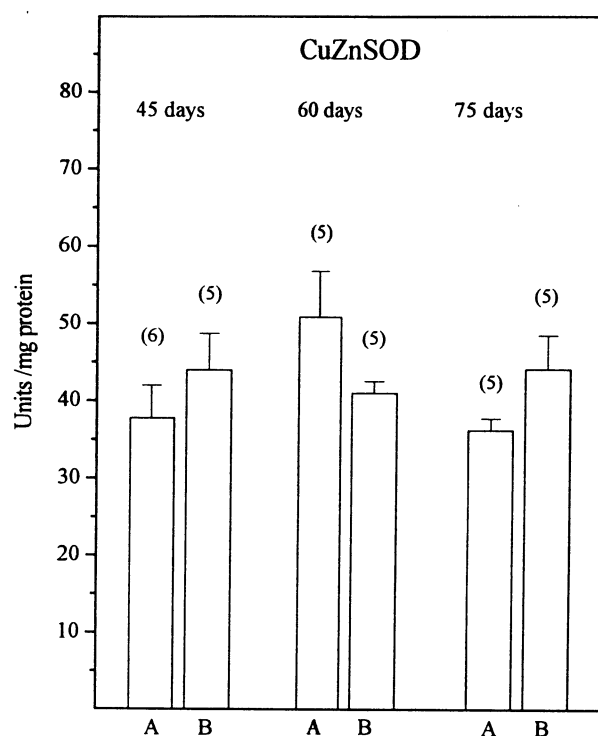 CuZnSOD
45 days 60 days 75 days
80
70
60
50
40
30
20
10
Units /mg protein
(6) (5) (5) (5) (5) (5)
A B A B A B